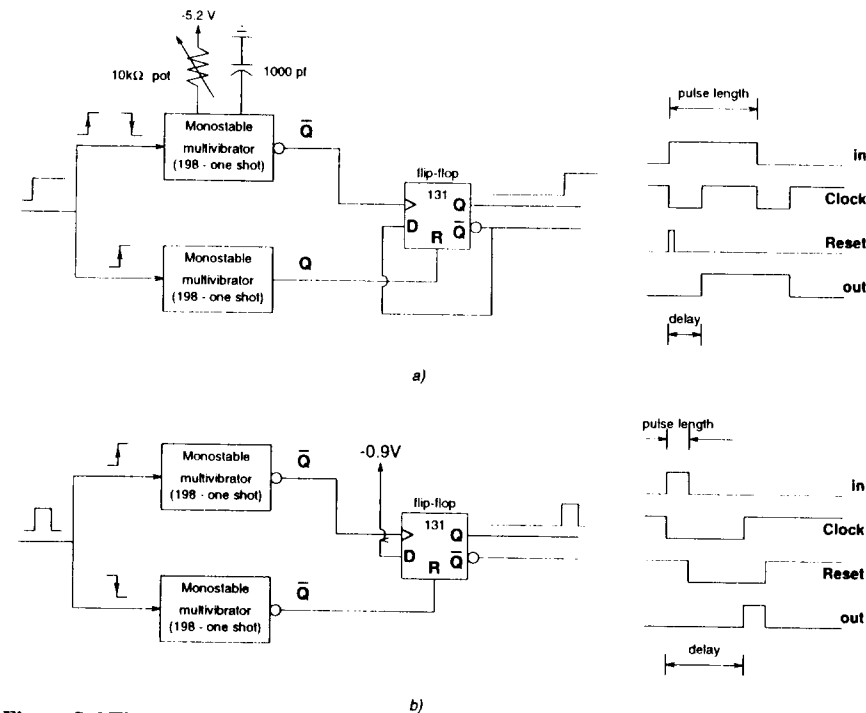 -5.2 V
10kΩ pot
1000 pf
Monostable
multivibrator
(198 - one shot)
Q̅
flip-flop
131
Q
D
Q̅
R
Monostable
multivibrator
(198 - one shot)
Q
pulse length
in
Clock
Reset
out
delay
a)
-0.9V
Monostable
multivibrator
(198 - one shot)
Q̅
flip-flop
131
Q
D
Q̅
R
Monostable
multivibrator
(198 - one shot)
Q̅
pulse length
in
Clock
Reset
out
delay
b)